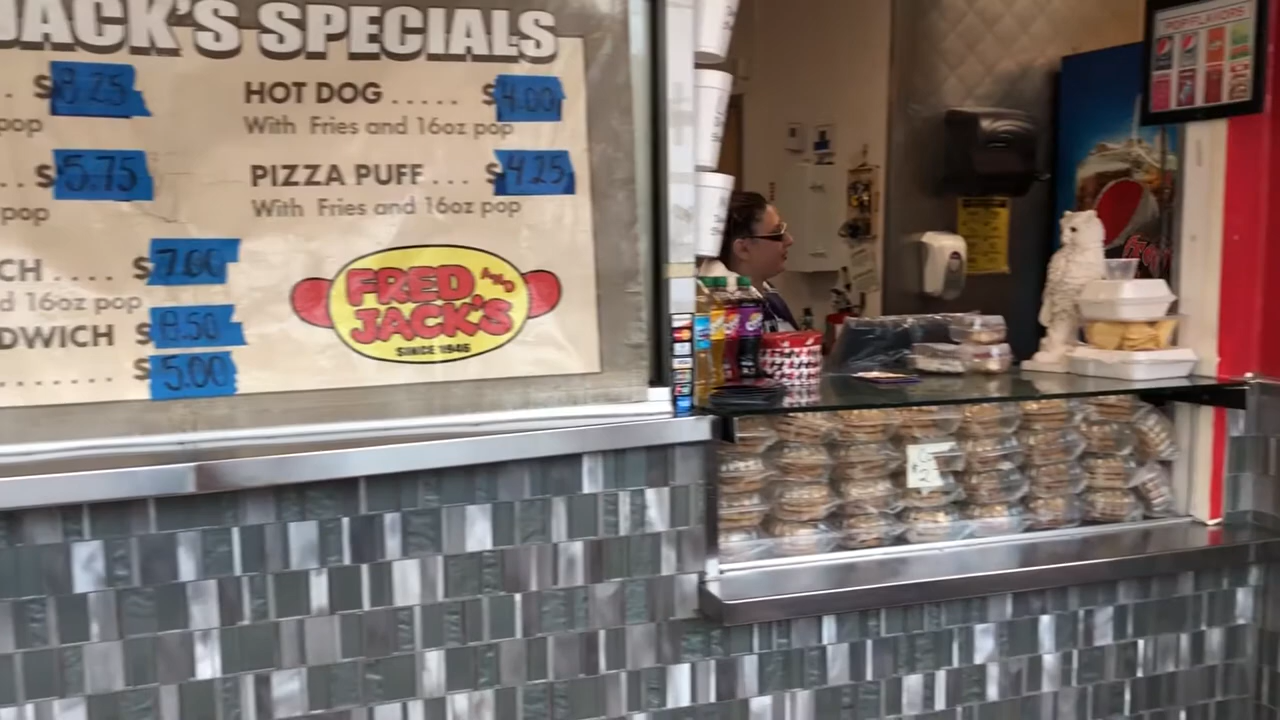 JACK'S SPECIALS
. $8.25
pop
.. $5.75
pop
CH .... $7.00
d 16oz pop
DWICH $8.50
....... $5.00
HOT DOG ..... $4.00
With Fries and 16oz pop
PIZZA PUFF ... $4.25
With Fries and 16oz pop
FRED
JACK'S
SINCE 1946
POP FLAVORS